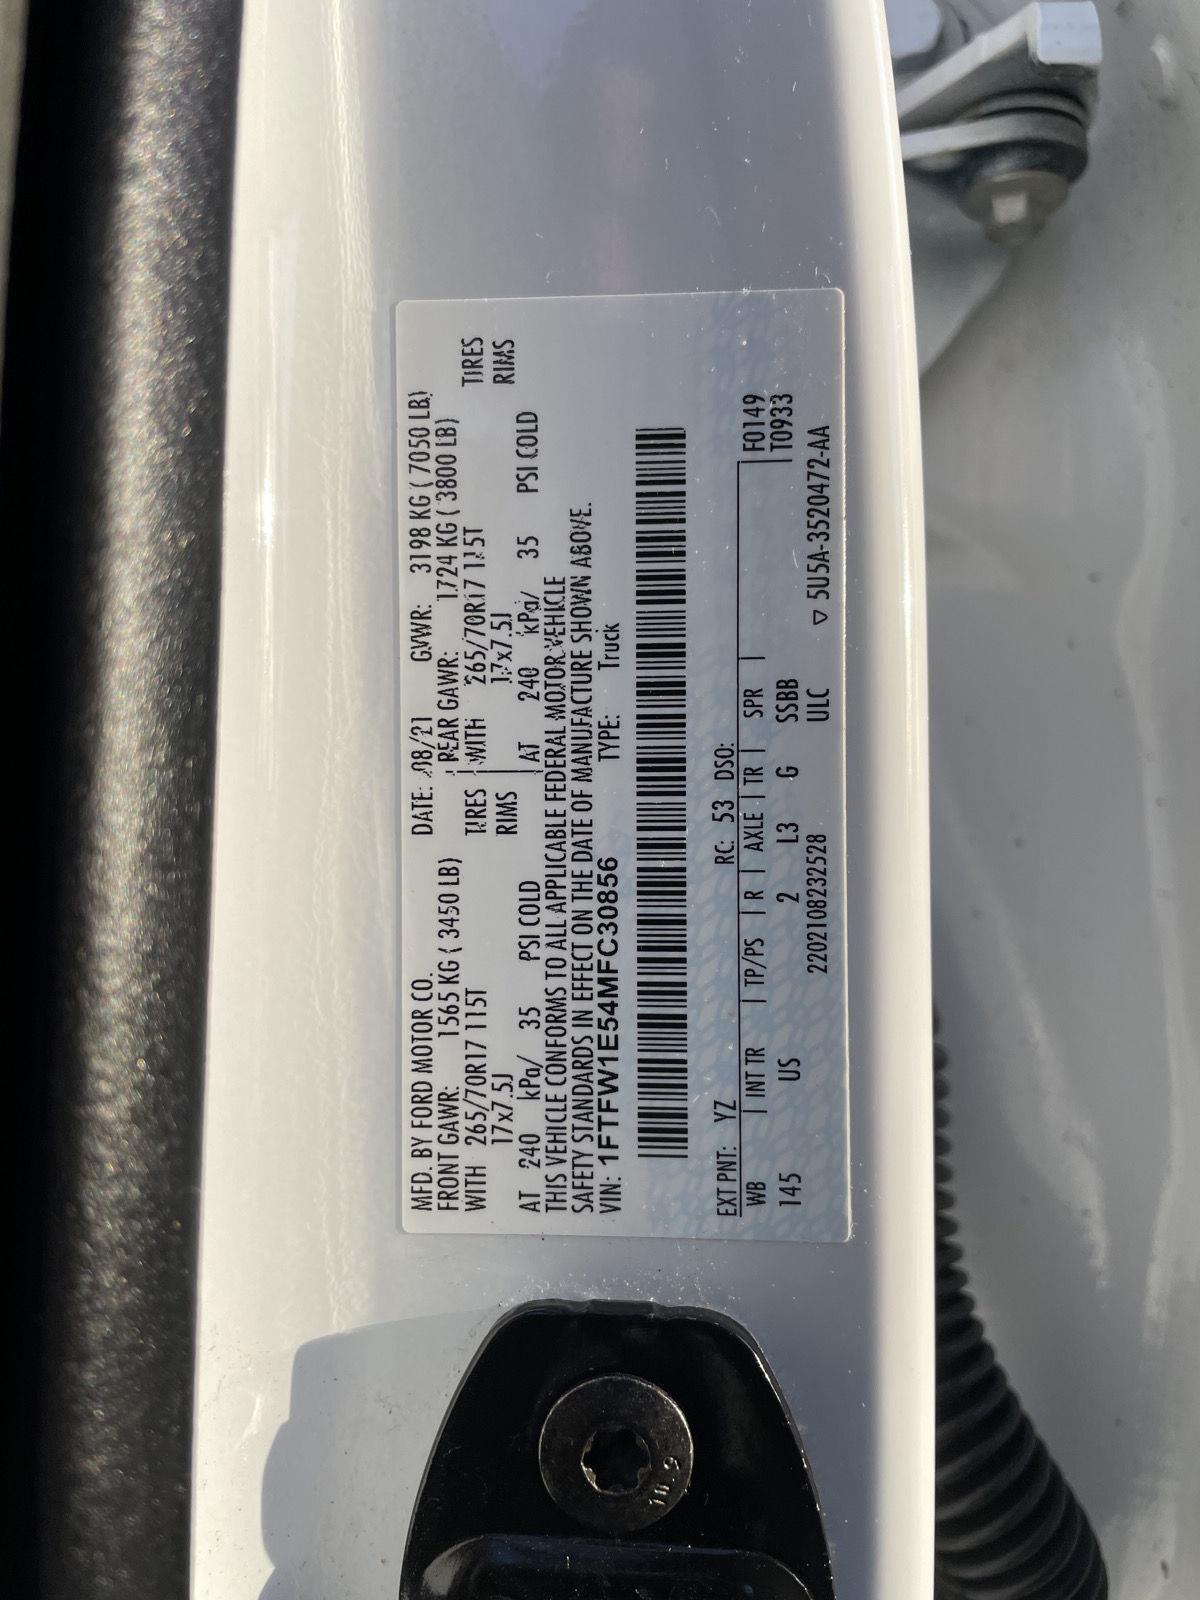 MFD. BY FORD MOTOR CO. DATE: 08/21 GVWR: 3198 KG ( 7050 LB)
FRONT GAWR: 1565 KG ( 3450 LB) REAR GAWR: 1724 KG ( 3800 LB)
WITH 265/70R17 115T TIRES WITH 265/70R17 115T TIRES
17x7.5J RIMS 17x7.5J RIMS
AT 240 kPa/ 35 PSI COLD AT 240 kPa/ 35 PSI COLD
THIS VEHICLE CONFORMS TO ALL APPLICABLE FEDERAL MOTOR VEHICLE
SAFETY STANDARDS IN EFFECT ON THE DATE OF MANUFACTURE SHOWN ABOVE.
VIN: 1FTFW1E54MFC30856 TYPE: Truck
EXT PNT: YZ RC: 53 DSO: F0149
WB | INT TR | TP/PS | R | AXLE | TR | SPR | T0933
145 US 2 L3 G SSBB
2202108232528 ULC ▽ 5U5A-3520472-AA
10.9